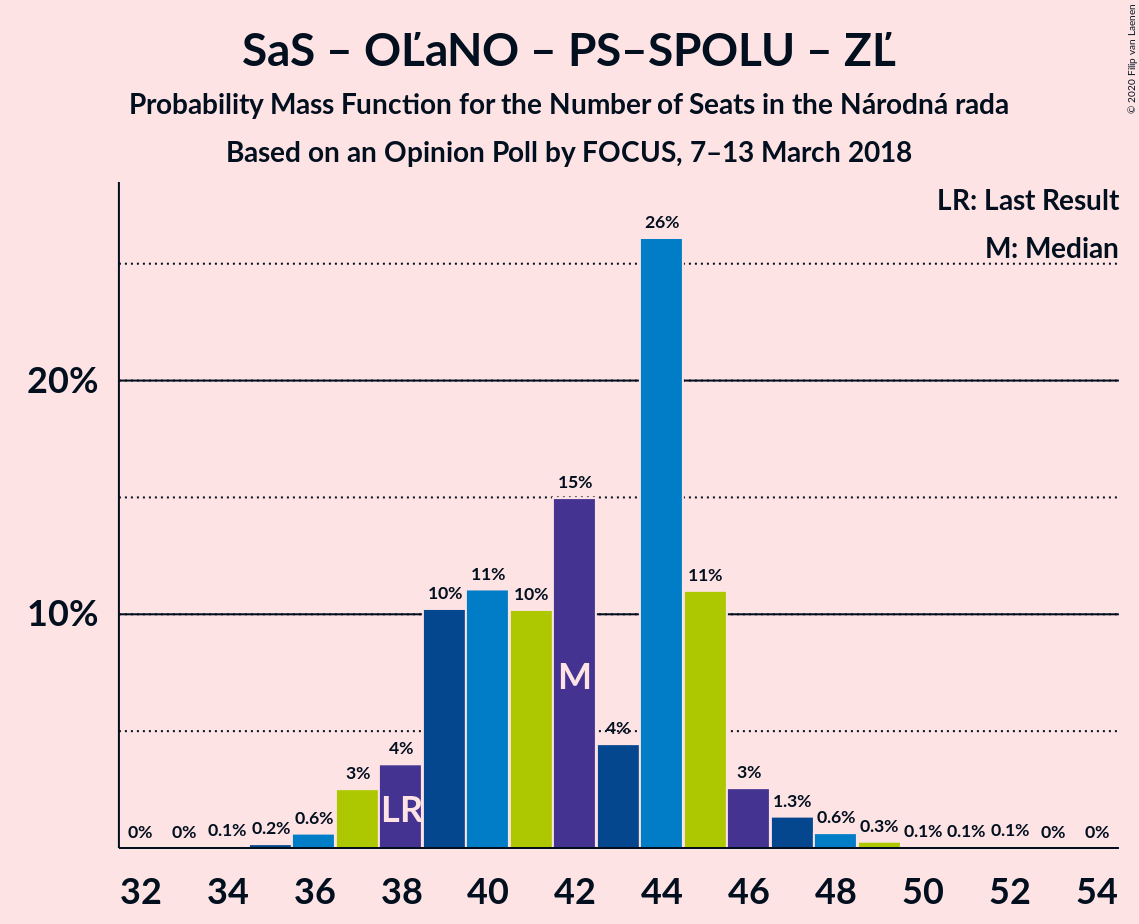 SaS – OĽaNO – PS–SPOLU – ZĽ
Probability Mass Function for the Number of Seats in the Národná rada
Based on an Opinion Poll by FOCUS, 7–13 March 2018
© 2020 Filip van Laenen
LR: Last Result
M: Median
20%
10%
0% 0% 0.1% 0.2% 0.6% 3% 4% 10% 11% 10% 15% 4% 26% 11% 3% 1.3% 0.6% 0.3% 0.1% 0.1% 0.1% 0% 0%
LR M
32 34 36 38 40 42 44 46 48 50 52 54